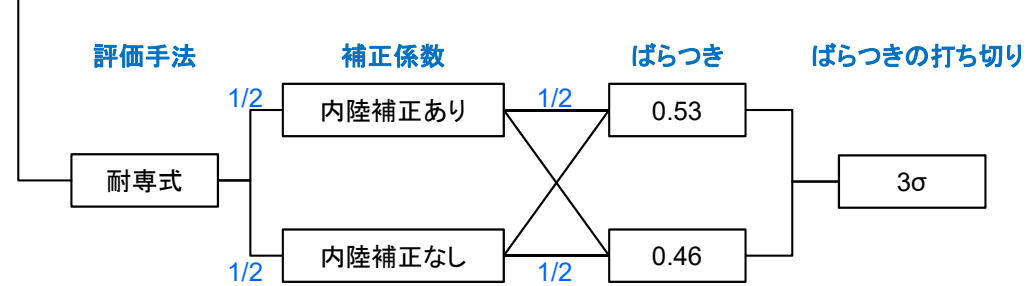 評価手法 補正係数 ばらつき ばらつきの打ち切り
1/2 内陸補正あり 1/2 0.53
耐専式 3σ
1/2 内陸補正なし 1/2 0.46